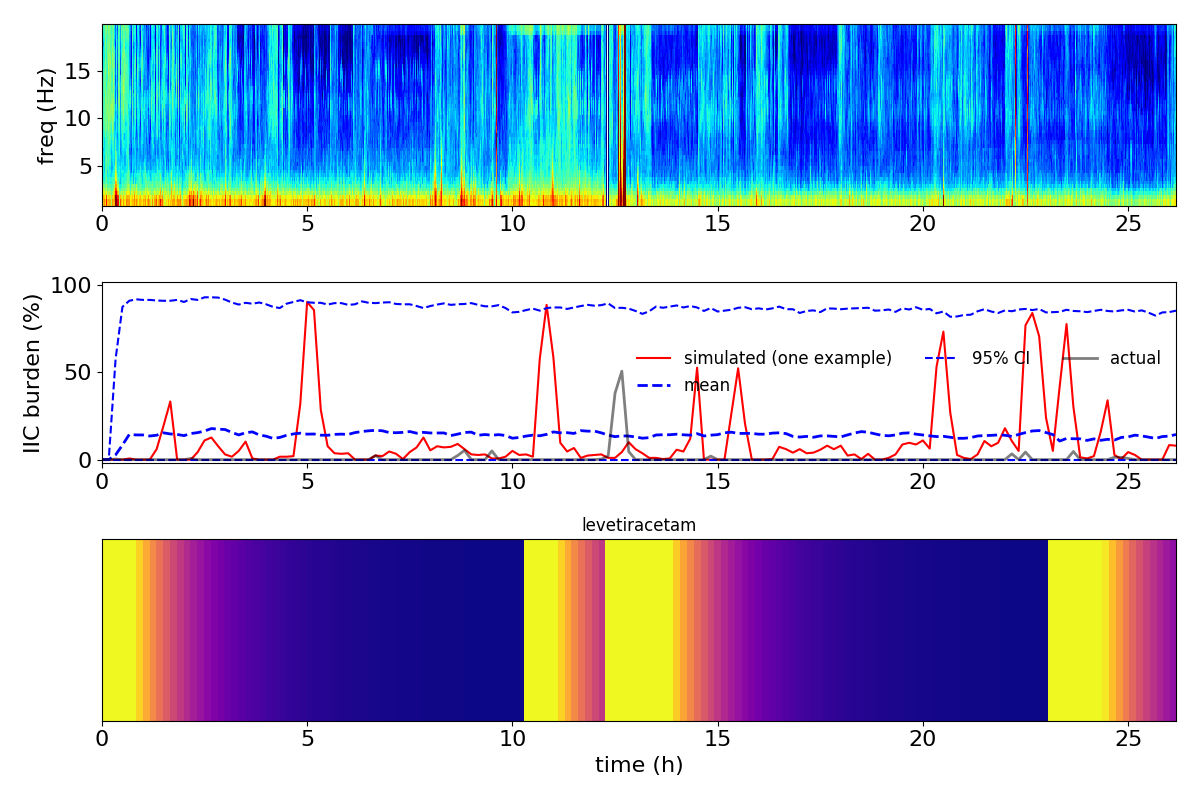 freq (Hz)
15
10
5
0 5 10 15 20 25
IIC burden (%)
100
50
0
simulated (one example) 95% CI actual
mean
0 5 10 15 20 25
levetiracetam
0 5 10 15 20 25
time (h)